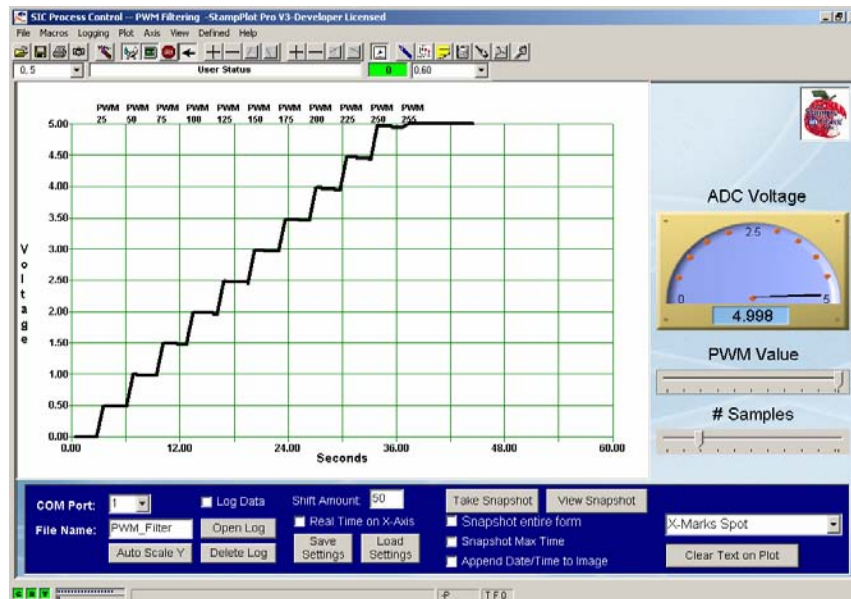 SIC Process Control -- PWM Filtering -StampPlot Pro V3-Developer Licensed
File Macros Logging Plot Axis View Defined Help
0, 5 User Status 0 0,60
PWM PWM PWM PWM PWM PWM PWM PWM PWM PWM PWM
25 50 75 100 125 150 175 200 225 250 255
5.00
4.00
3.50
3.00
2.50
2.00
1.50
1.00
0.50
0.00
Voltage
0.00 12.00 24.00 36.00 48.00 60.00
Seconds
ADC Voltage
2.5
0 5
4.998
PWM Value
# Samples
COM Port: 1 Log Data Shift Amount: 50 Take Snapshot View Snapshot
File Name: PWM_Filter Open Log Real Time on X-Axis Snapshot entire form X-Marks Spot
Auto Scale Y Delete Log Save Settings Load Settings Snapshot Max Time Clear Text on Plot
Append Date/Time to Image
-P T F 0